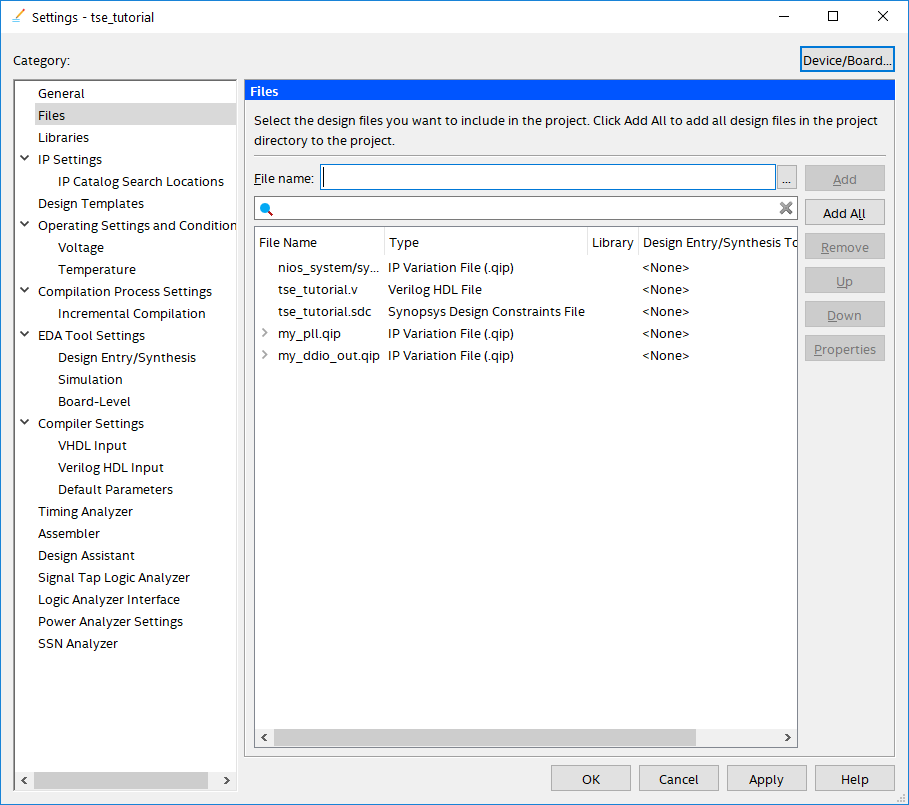 Settings - tse_tutorial
Category:
Device/Board...
General
Files
Libraries
IP Settings
IP Catalog Search Locations
Design Templates
Operating Settings and Condition
Voltage
Temperature
Compilation Process Settings
Incremental Compilation
EDA Tool Settings
Design Entry/Synthesis
Simulation
Board-Level
Compiler Settings
VHDL Input
Verilog HDL Input
Default Parameters
Timing Analyzer
Assembler
Design Assistant
Signal Tap Logic Analyzer
Logic Analyzer Interface
Power Analyzer Settings
SSN Analyzer
Files
Select the design files you want to include in the project. Click Add All to add all design files in the project
directory to the project.
File name:
...
Add
Add All
Remove
Up
Down
Properties
File Name Type Library Design Entry/Synthesis To
nios_system/sy... IP Variation File (.qip) <None>
tse_tutorial.v Verilog HDL File <None>
tse_tutorial.sdc Synopsys Design Constraints File <None>
my_pll.qip IP Variation File (.qip) <None>
my_ddio_out.qip IP Variation File (.qip) <None>
OK
Cancel
Apply
Help